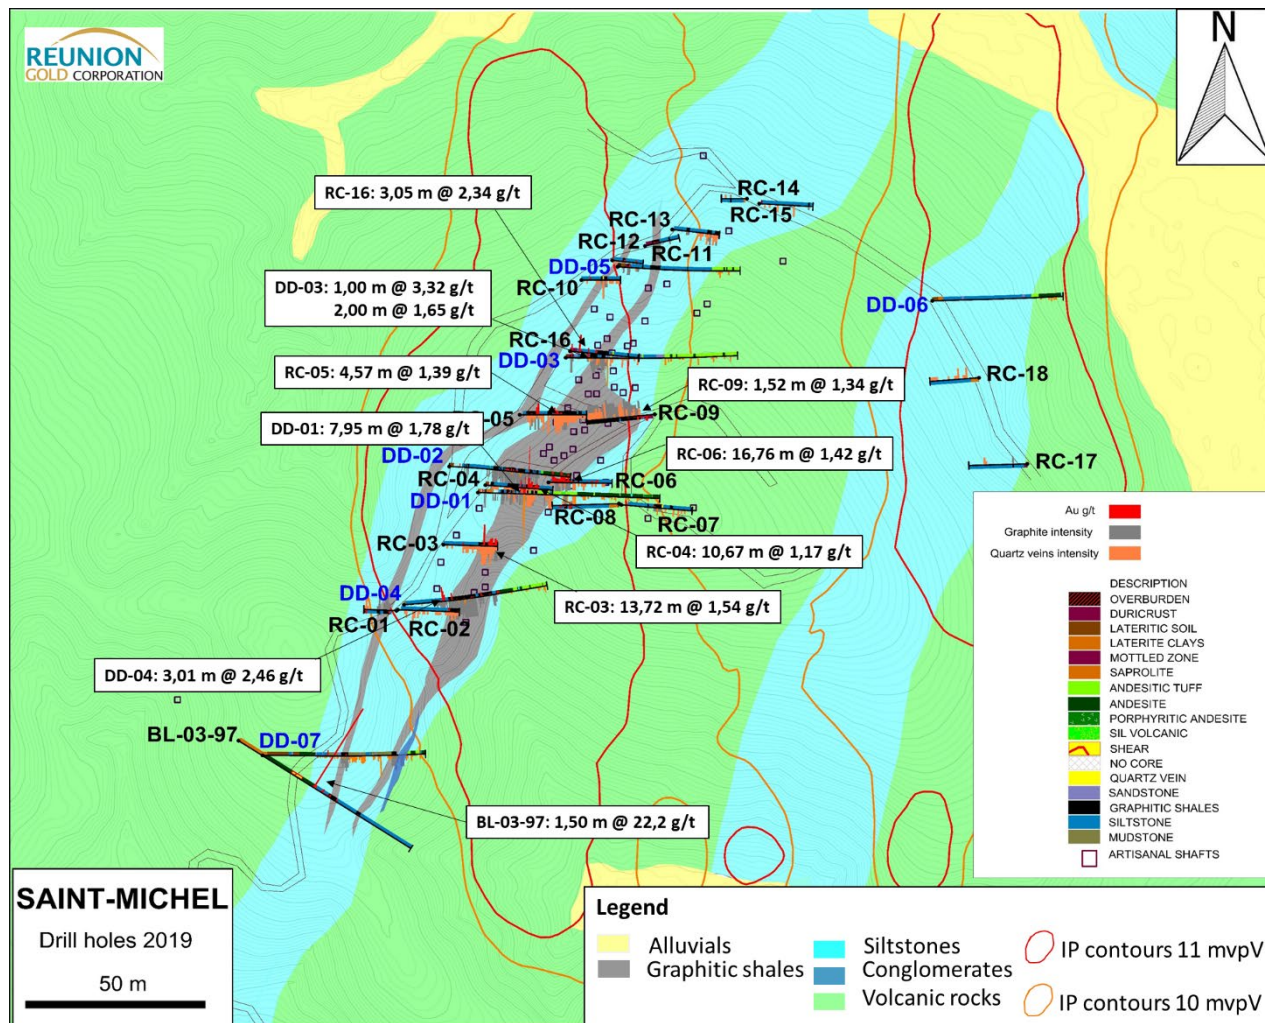 RÉUNION
GOLD CORPORATION
N
RC-16: 3,05 m @ 2,34 g/t
RC-14
RC-15
RC-13
RC-12
RC-11
DD-05
RC-10
DD-03: 1,00 m @ 3,32 g/t
2,00 m @ 1,65 g/t
DD-06
RC-16
DD-03
RC-05: 4,57 m @ 1,39 g/t
RC-09: 1,52 m @ 1,34 g/t
RC-18
-05
RC-09
DD-01: 7,95 m @ 1,78 g/t
DD-02
RC-06: 16,76 m @ 1,42 g/t
RC-17
RC-04
RC-06
DD-01
RC-08
RC-07
RC-03
RC-04: 10,67 m @ 1,17 g/t
DD-04
RC-01
RC-02
RC-03: 13,72 m @ 1,54 g/t
DD-04: 3,01 m @ 2,46 g/t
BL-03-97
DD-07
BL-03-97: 1,50 m @ 22,2 g/t
Au g/t
Graphite intensity
Quartz veins intensity
DESCRIPTION
OVERBURDEN
DURICRUST
LATERITIC SOIL
LATERITE CLAYS
MOTTLED ZONE
SAPROLITE
ANDESITIC TUFF
ANDESITE
PORPHYRITIC ANDESITE
SIL VOLCANIC
SHEAR
NO CORE
QUARTZ VEIN
SANDSTONE
GRAPHITIC SHALES
SILTSTONE
MUDSTONE
ARTISANAL SHAFTS
SAINT-MICHEL
Drill holes 2019
50 m
Legend
Alluvials
Graphitic shales
Siltstones
Conglomerates
Volcanic rocks
IP contours 11 mvpV
IP contours 10 mvpV